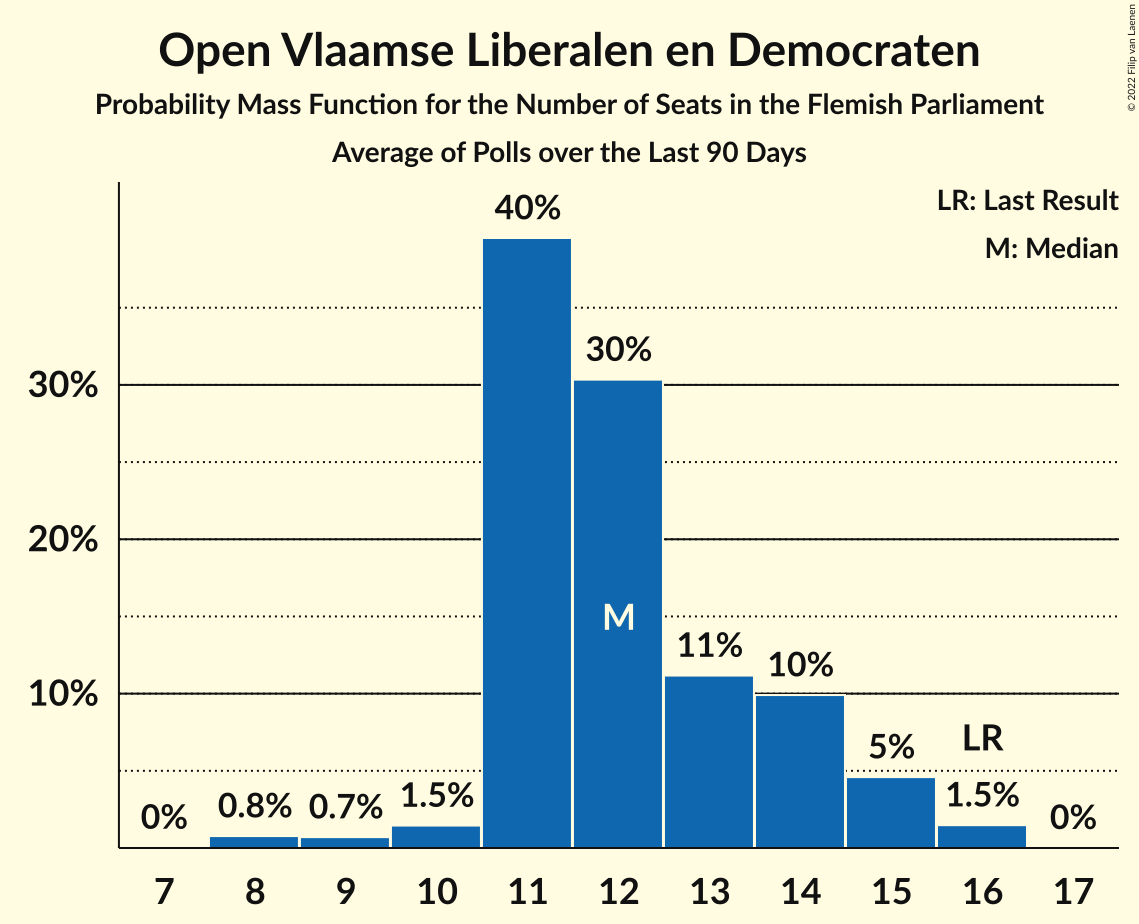 Open Vlaamse Liberalen en Democraten
Probability Mass Function for the Number of Seats in the Flemish Parliament
Average of Polls over the Last 90 Days
© 2022 Filip van Laenen
LR: Last Result
M: Median
40%
30%
30%
20%
M
11%
10%
10%
5%
LR
0%
0.8%
0.7%
1.5%
1.5%
0%
7 8 9 10 11 12 13 14 15 16 17